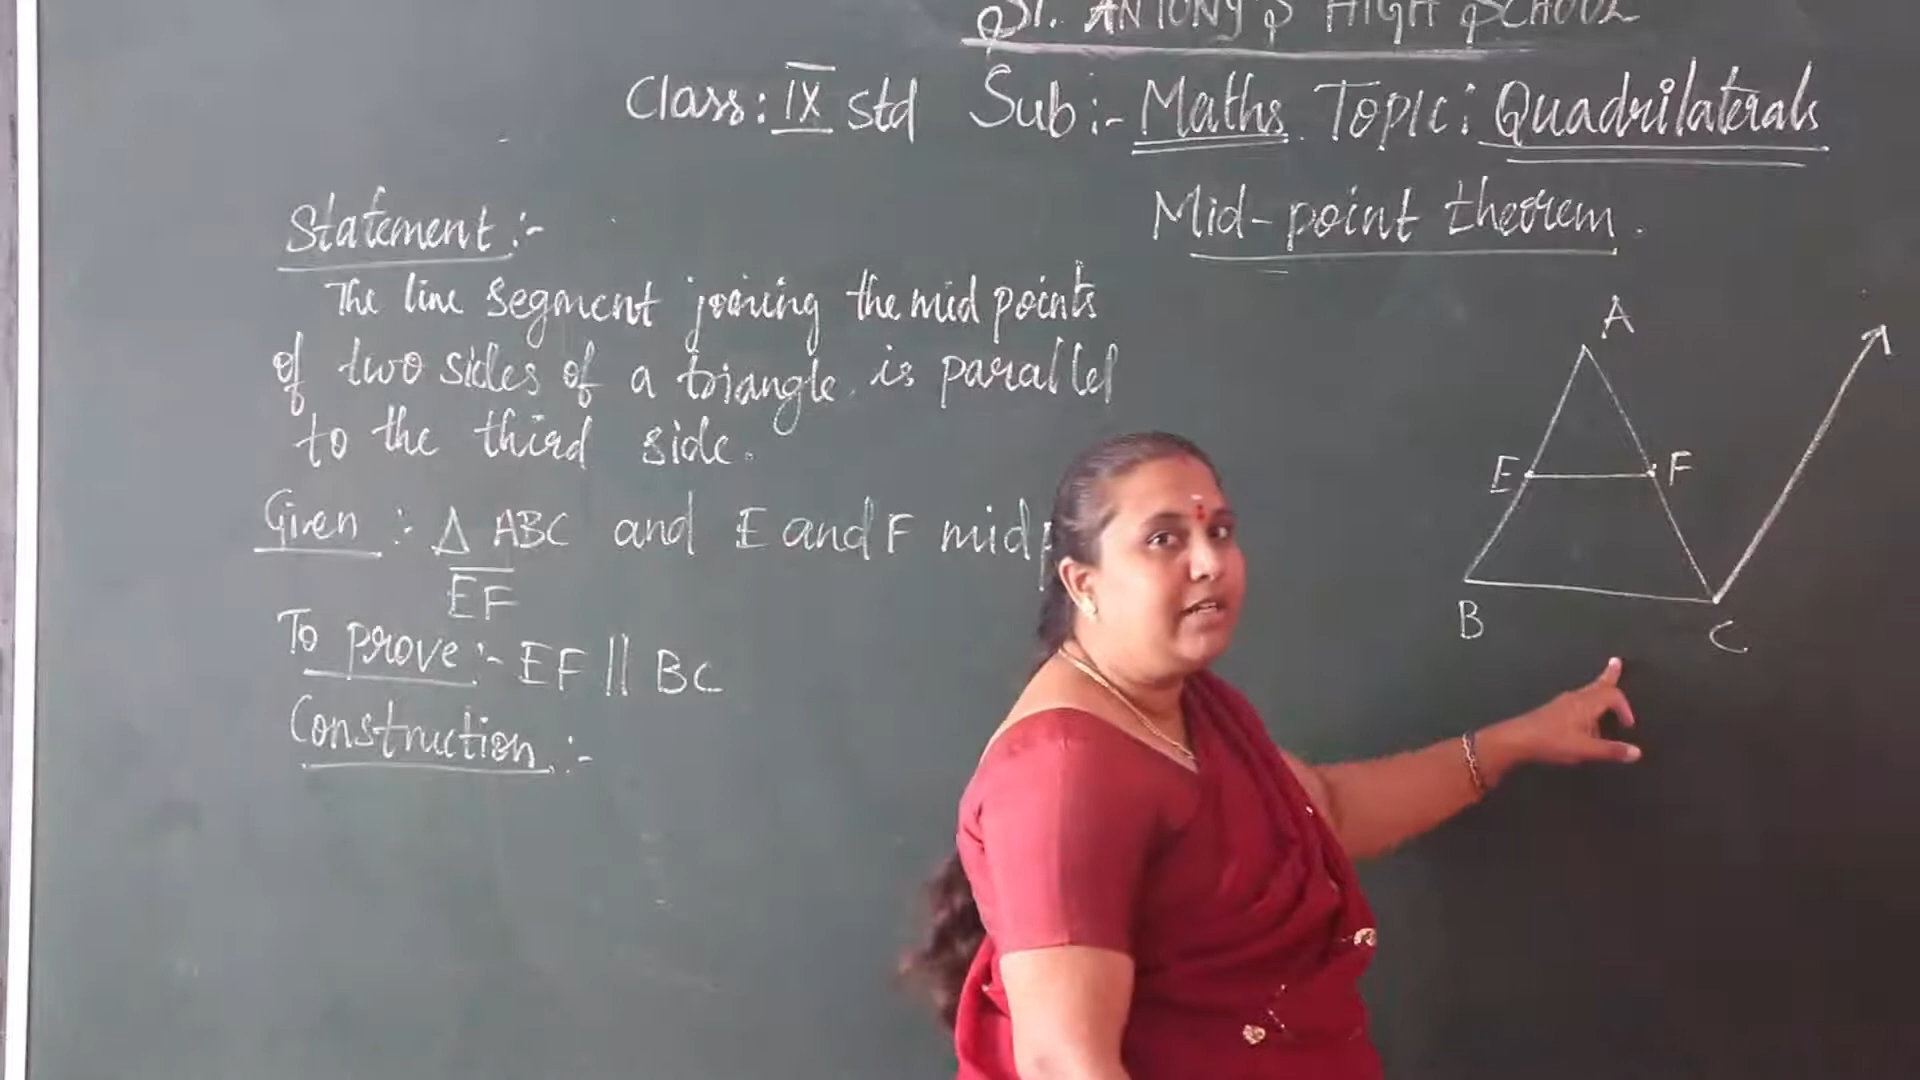 St. ANTONY's HIGH SCHOOL
Class: IX std Sub:- Maths. Topic: Quadrilaterals
Mid-point theorem.
Statement:-
The line segment joining the mid points
of two sides of a triangle is parallel
to the third side.
Given :- Δ ABC and E and F mid
EF
To prove:- EF || BC
Construction:-
A
E F
B C